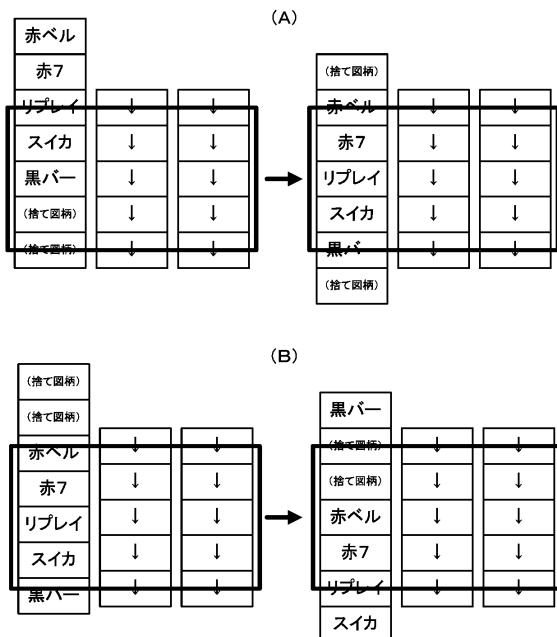 (A)
赤ベル
赤7
リプレイ
スイカ
黒バー
(捨て図柄)
(捨て図柄)
↓ ↓
↓ ↓
↓ ↓
↓ ↓
↓ ↓
(捨て図柄)
赤ベル
赤7
リプレイ
スイカ
黒バー
(捨て図柄)
↓ ↓
↓ ↓
↓ ↓
↓ ↓
↓ ↓
(B)
(捨て図柄)
(捨て図柄)
赤ベル
赤7
リプレイ
スイカ
黒バー
↓ ↓
↓ ↓
↓ ↓
↓ ↓
↓ ↓
黒バー
(捨て図柄)
(捨て図柄)
赤ベル
赤7
リプレイ
スイカ
↓ ↓
↓ ↓
↓ ↓
↓ ↓
↓ ↓